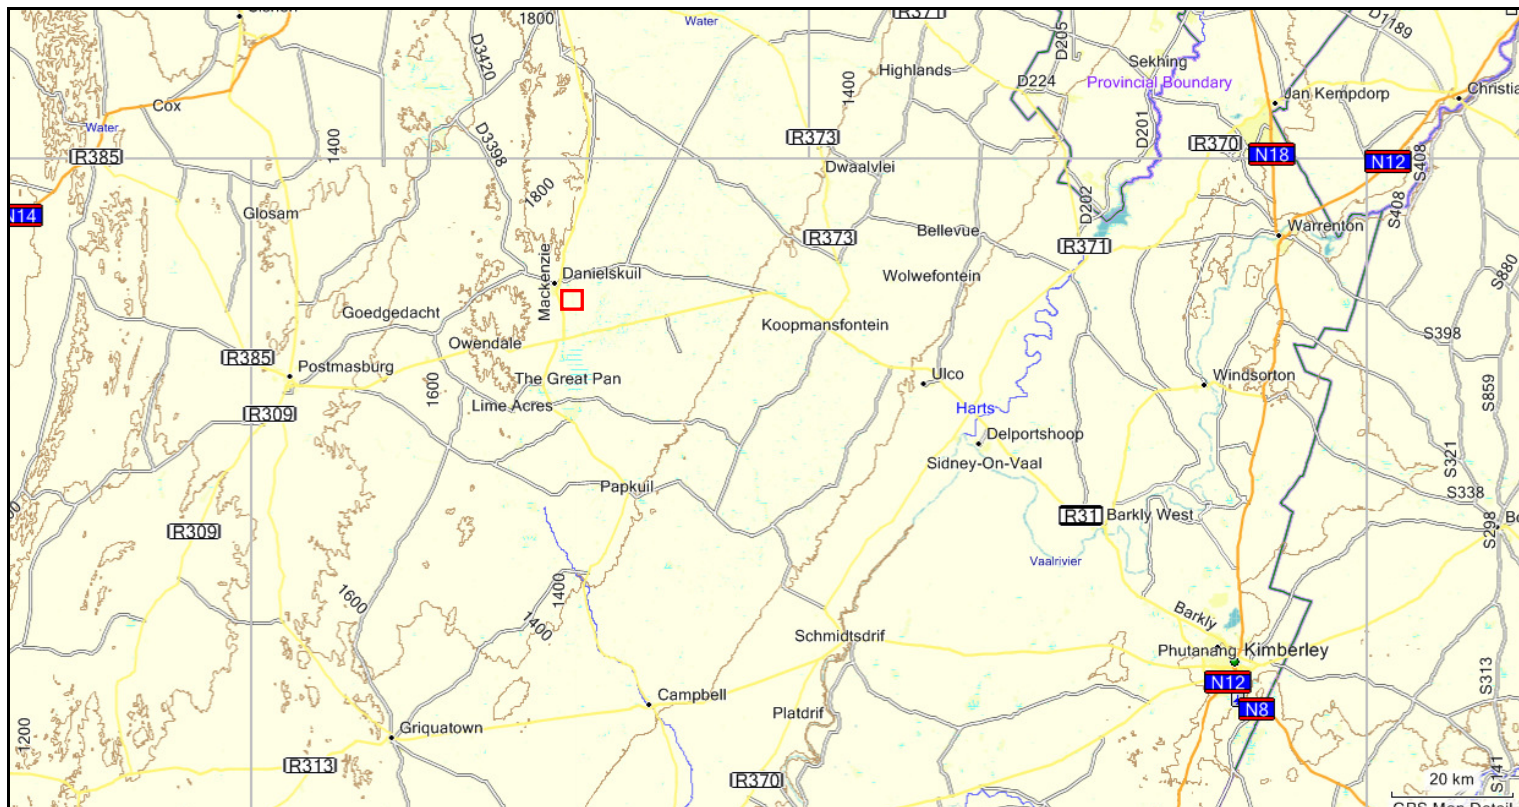 1800
Water
R371
D205
D1189
D3420
Highlands
1400
D224
Sekhing
Provincial Boundary
Jan Kempdorp
Christia
Cox
Water
R385
1400
D3398
R373
Dwaalvlei
D201
R370
N18
N12
S408
N14
Glosam
1800
R373
Bellevue
D202
R371
Warrenton
S408
Mackenzie
Danielskuil
Wolwefontein
S880
Goedgedacht
Koopmansfontein
Owendale
S398
R385
Postmasburg
1600
The Great Pan
Ulco
Windsorton
S859
R309
Lime Acres
Harts
Delportshoop
Sidney-On-Vaal
S321
Papkuil
S338
R309
R31
Barkly West
S298
Vaalrivier
1600
1400
1400
Barkly
Schmidtsdrif
Phutanang
Kimberley
S313
N12
Campbell
Platdrif
N8
Griquatown
1200
R313
R370
S141
20 km